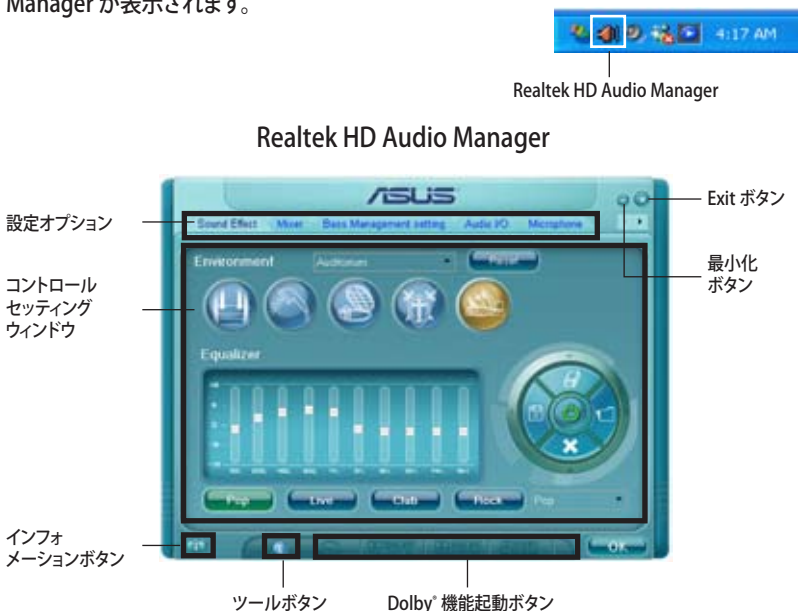 Manager が表示されます。
4:17 AM
Realtek HD Audio Manager
Realtek HD Audio Manager
設定オプション
コントロール
セッティング
ウィンドウ
インフォ
メーションボタン
ASUS
Sound Effect Mixer Bass Management setting Audio I/O Microphone
Environment Auditorium Reset
Equalizer
Pop Live Club Rock Pop
OK
Exit ボタン
最小化
ボタン
ツールボタン
Dolby® 機能起動ボタン